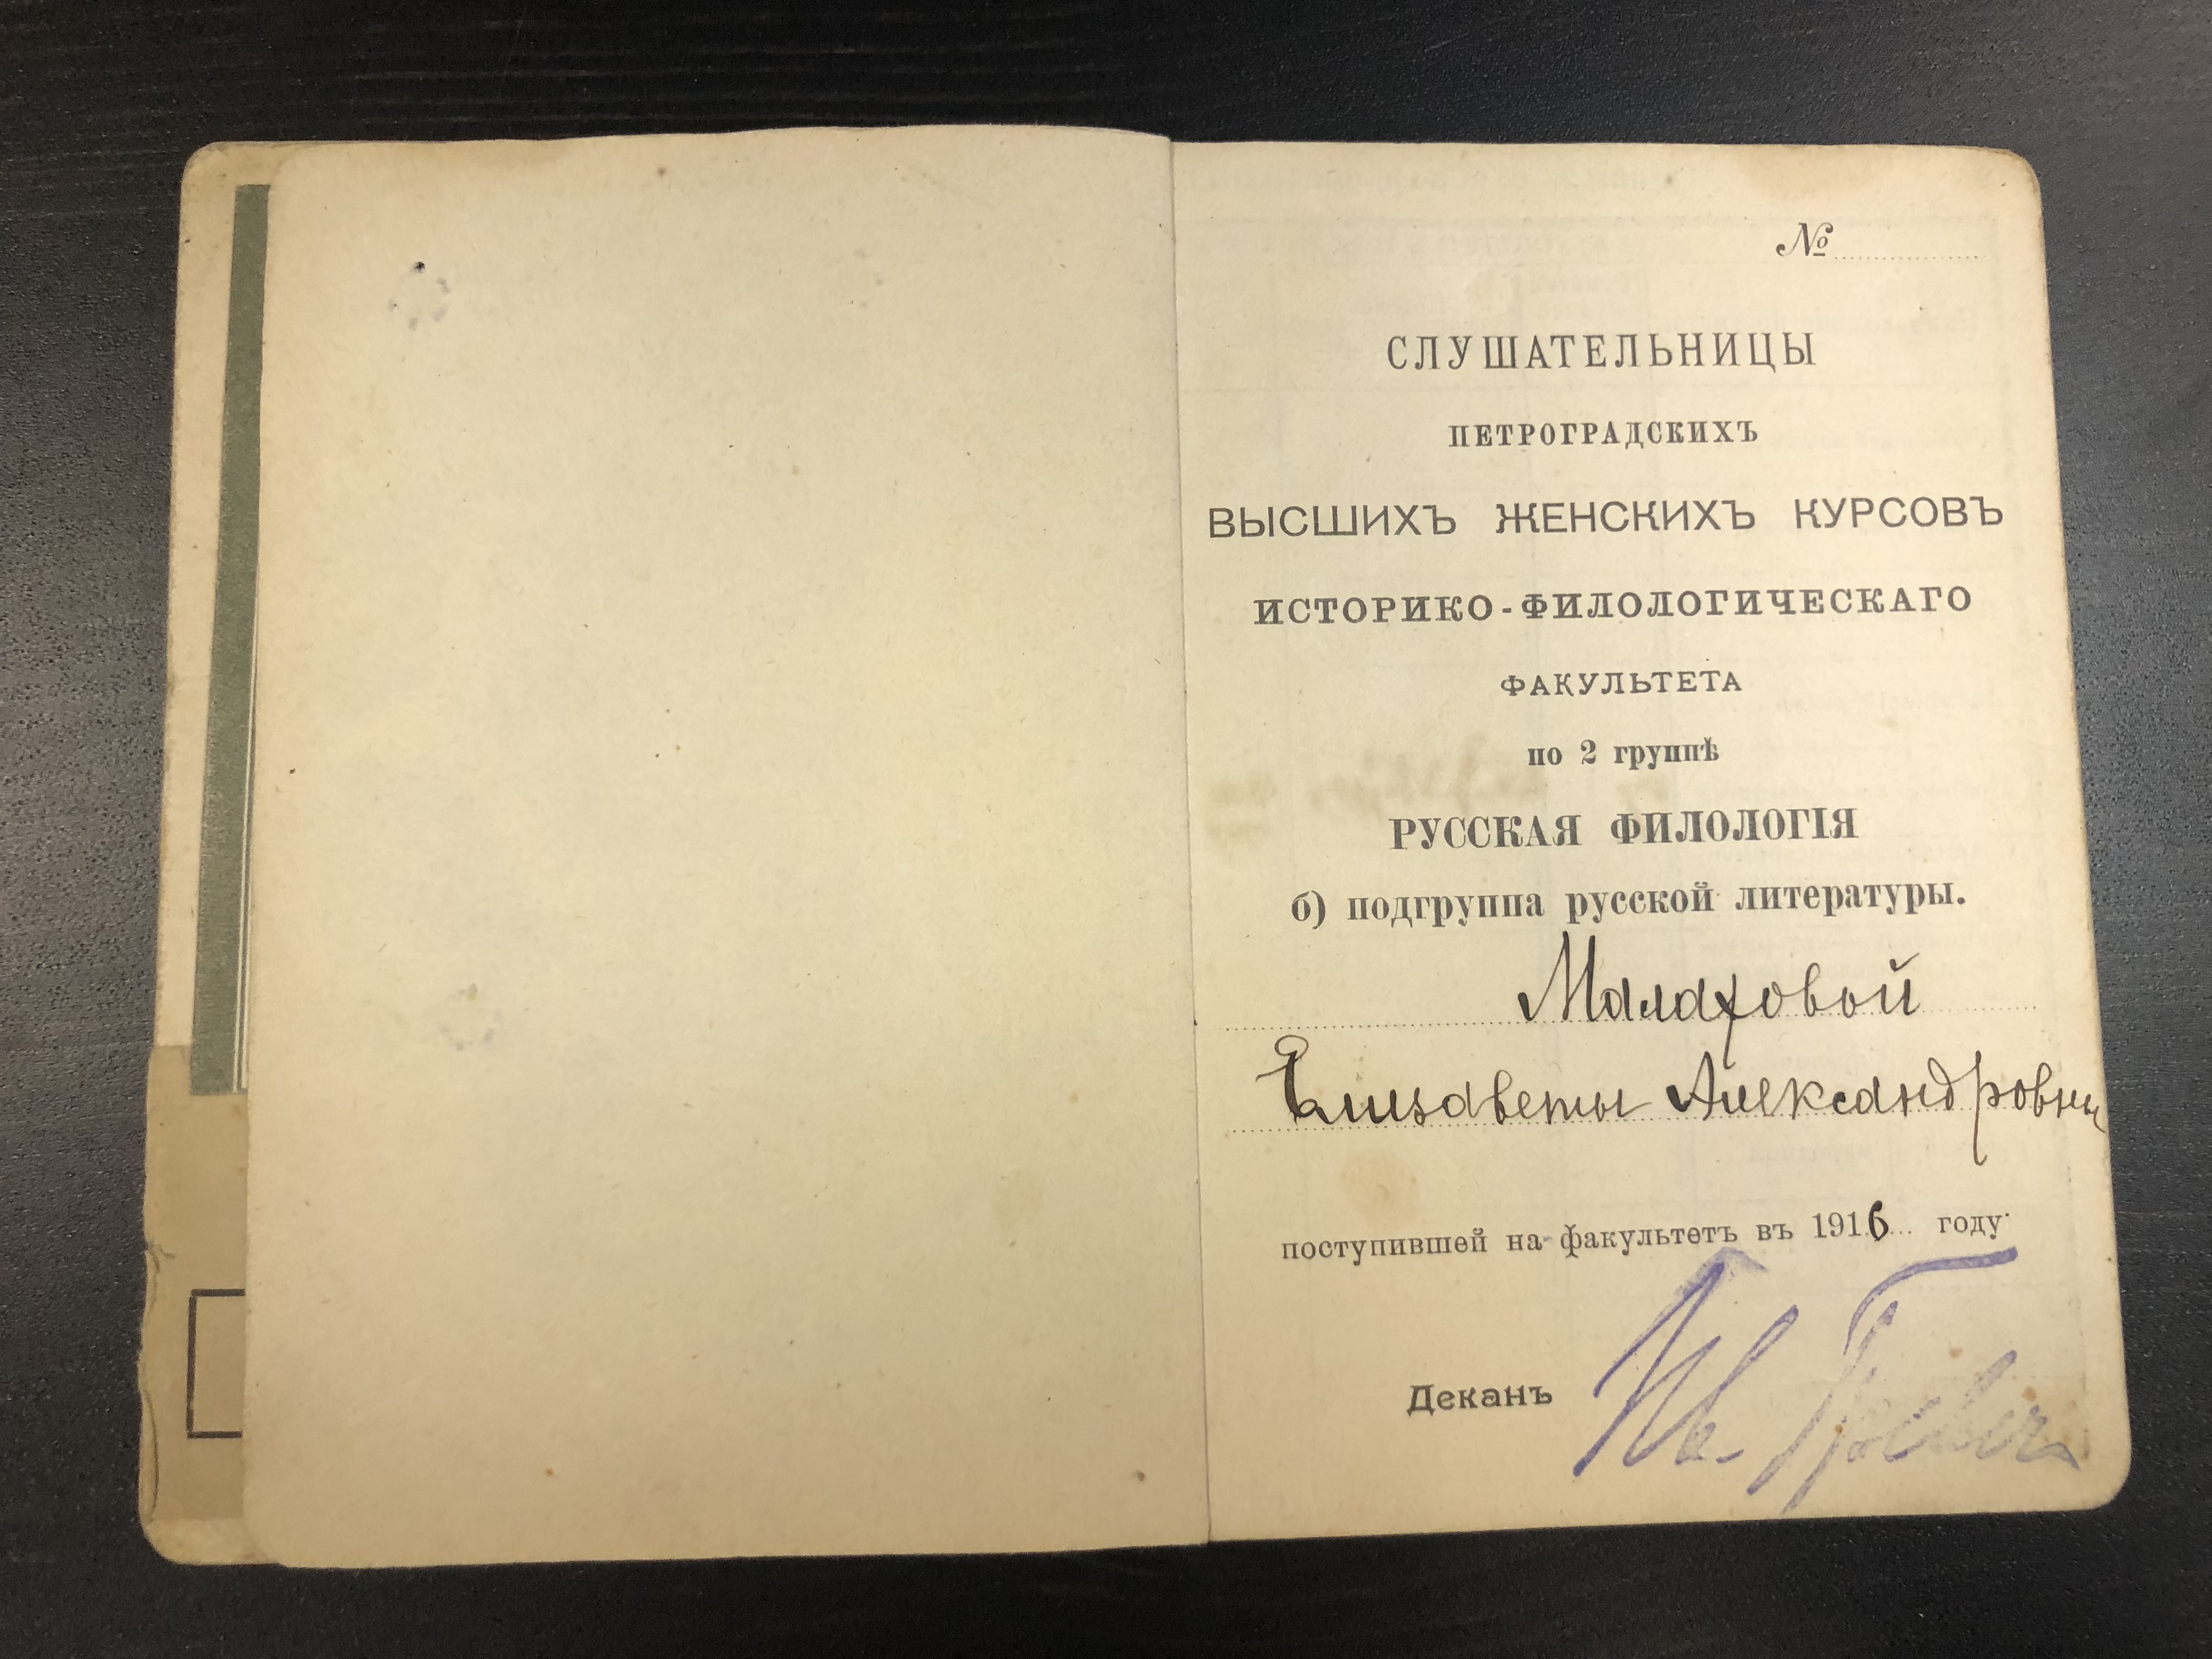 №
СЛУШАТЕЛЬНИЦЫ
ПЕТРОГРАДСКИХЪ
ВЫСШИХЪ ЖЕНСКИХЪ КУРСОВЪ
ИСТОРИКО-ФИЛОЛОГИЧЕСКАГО
ФАКУЛЬТЕТА
по 2 группѣ
РУССКАЯ ФИЛОЛОГІЯ
б) подгруппа русской литературы.
Малаховой
Елизаветы Александровны
поступившей на факультетъ въ 1916 году
Деканъ Ив.